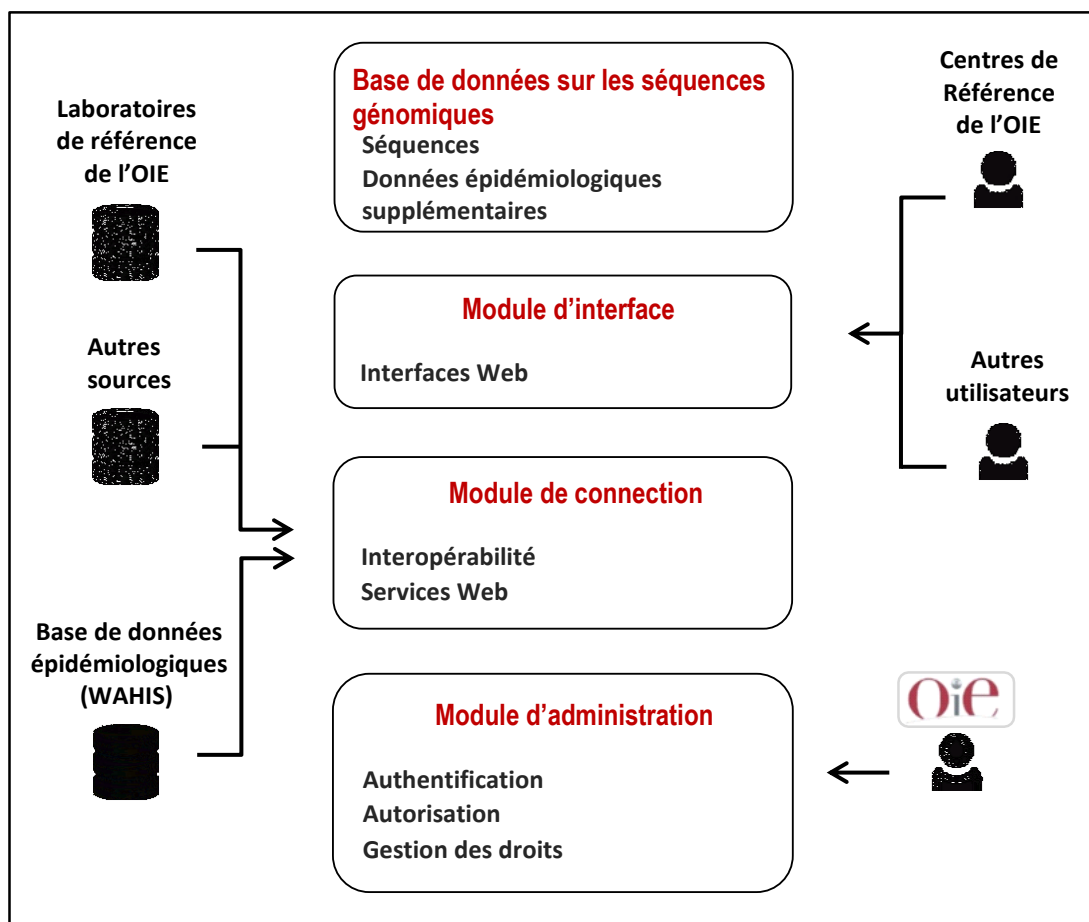 Laboratoires
de référence
de l’OIE
Autres
sources
Base de données
épidémiologiques
(WAHIS)
Base de données sur les séquences
génomiques
Séquences
Données épidémiologiques
supplémentaires
Module d’interface
Interfaces Web
Module de connection
Interopérabilité
Services Web
Module d’administration
Authentification
Autorisation
Gestion des droits
Centres de
Référence
de l’OIE
Autres
utilisateurs
OiE